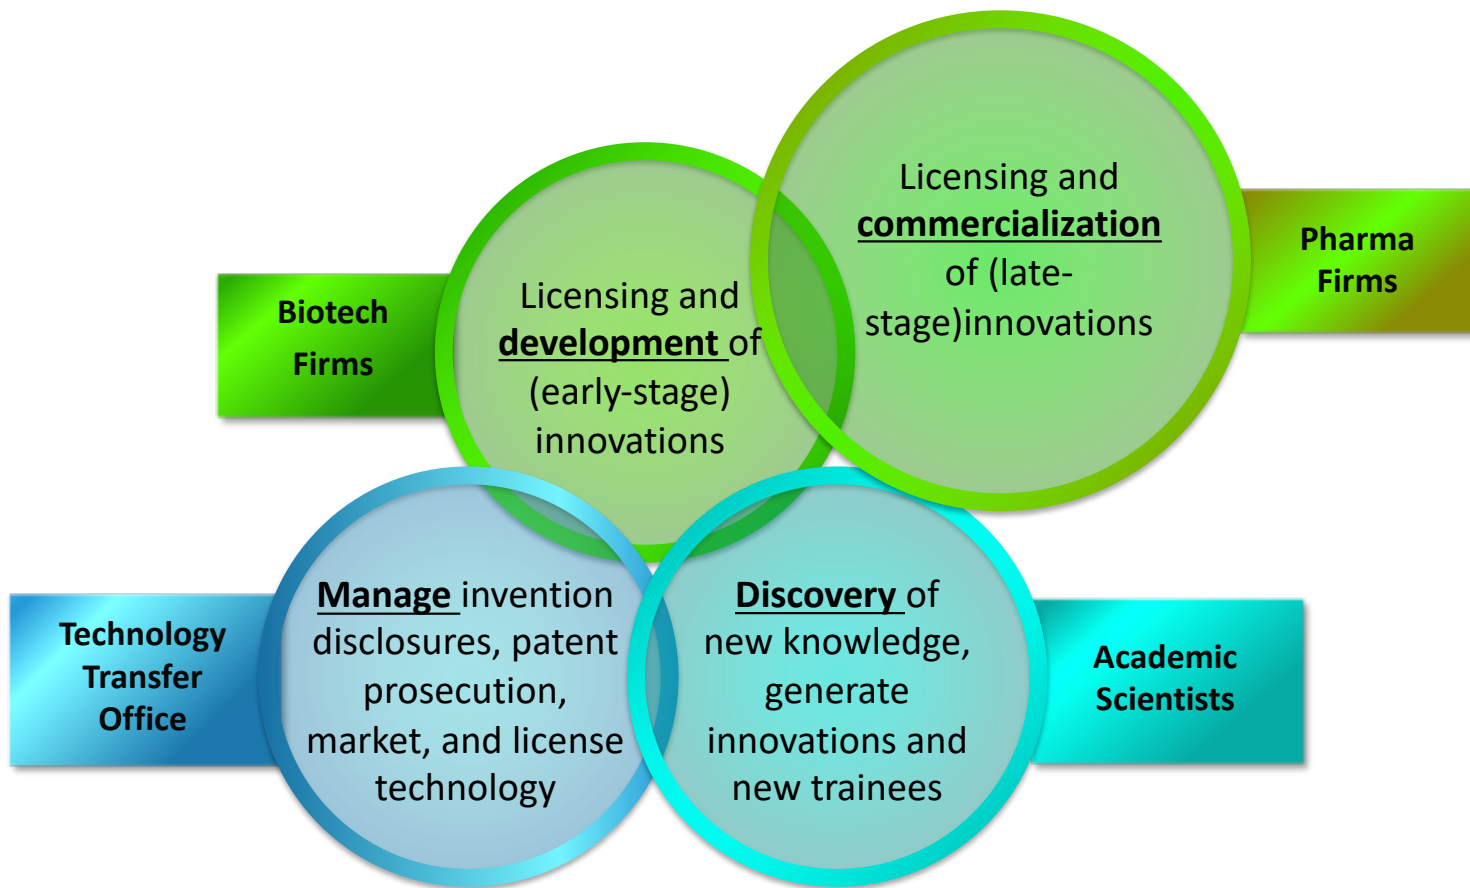 Licensing and
commercialization
of (late-
stage)innovations
Pharma
Firms
Biotech
Firms
Licensing and
development of
(early-stage)
innovations
Technology
Transfer
Office
Manage invention
disclosures, patent
prosecution,
market, and license
technology
Discovery of
new knowledge,
generate
innovations and
new trainees
Academic
Scientists